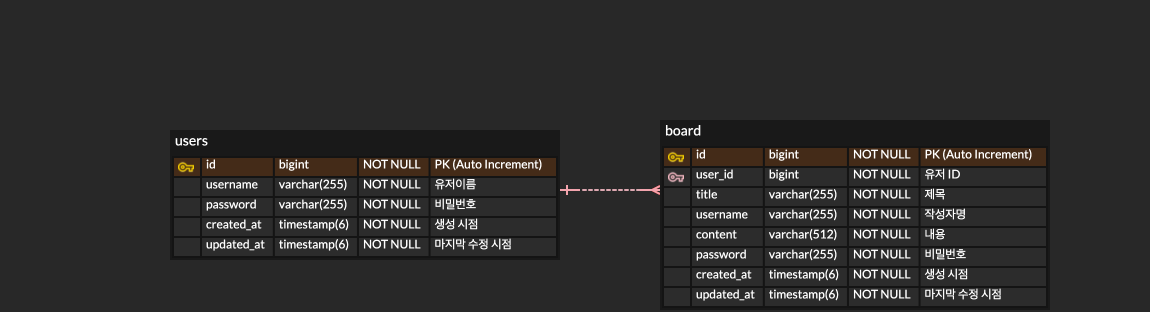 users
id bigint NOT NULL PK (Auto Increment)
username varchar(255) NOT NULL 유저이름
password varchar(255) NOT NULL 비밀번호
created_at timestamp(6) NOT NULL 생성 시점
updated_at timestamp(6) NOT NULL 마지막 수정 시점
board
id bigint NOT NULL PK (Auto Increment)
user_id bigint NOT NULL 유저 ID
title varchar(255) NOT NULL 제목
username varchar(255) NOT NULL 작성자명
content varchar(512) NOT NULL 내용
password varchar(255) NOT NULL 비밀번호
created_at timestamp(6) NOT NULL 생성 시점
updated_at timestamp(6) NOT NULL 마지막 수정 시점